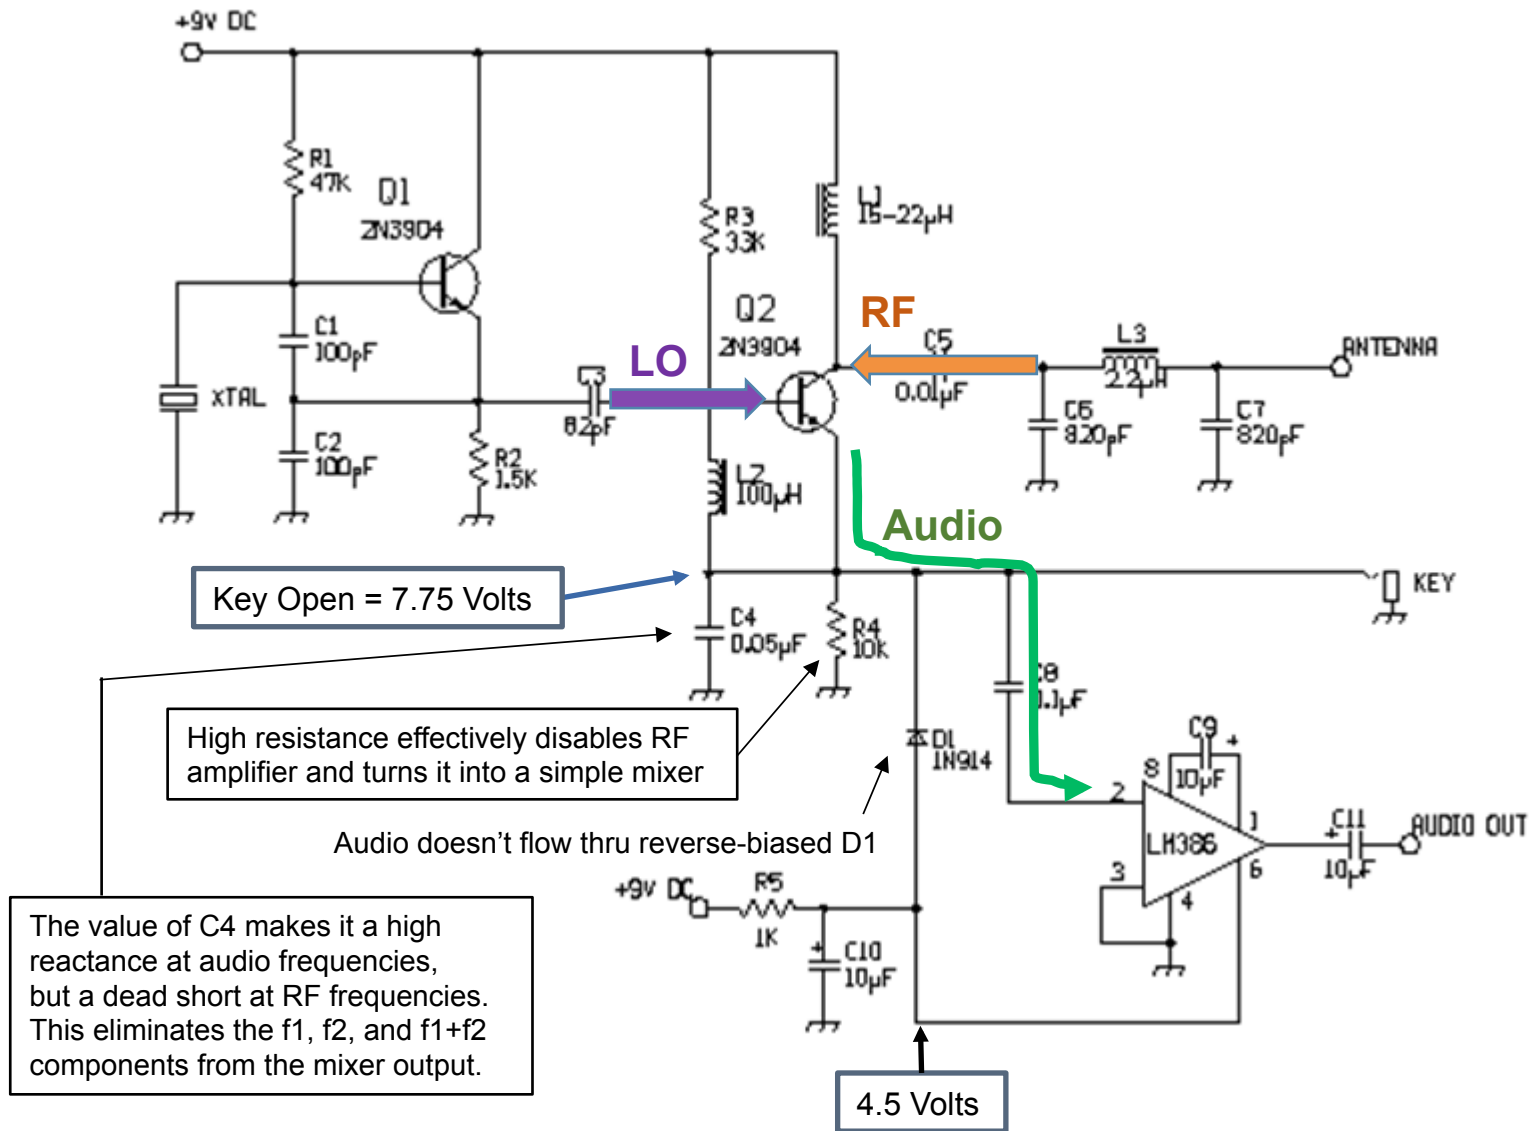 +9V DC
R1
47K
Q1
2N3904
R3
33K
L1
15-22µH
Q2
2N3904
RF
C5
0.01µF
L3
22µH
ANTENNA
C1
100pF
LO
C3
82pF
XTAL
C6
820pF
C7
820pF
C2
100pF
R2
1.5K
L2
100µH
Audio
Key Open = 7.75 Volts
KEY
C4
0.05µF
R4
10K
C8
0.1µF
High resistance effectively disables RF
amplifier and turns it into a simple mixer
D1
1N914
C9
+
8
10µF
2
1
LM386
3
4
6
C11
+
10µF
AUDIO OUT
Audio doesn't flow thru reverse-biased D1
+9V DC
R5
1K
+
C10
10µF
The value of C4 makes it a high
reactance at audio frequencies,
but a dead short at RF frequencies.
This eliminates the f1, f2, and f1+f2
components from the mixer output.
4.5 Volts